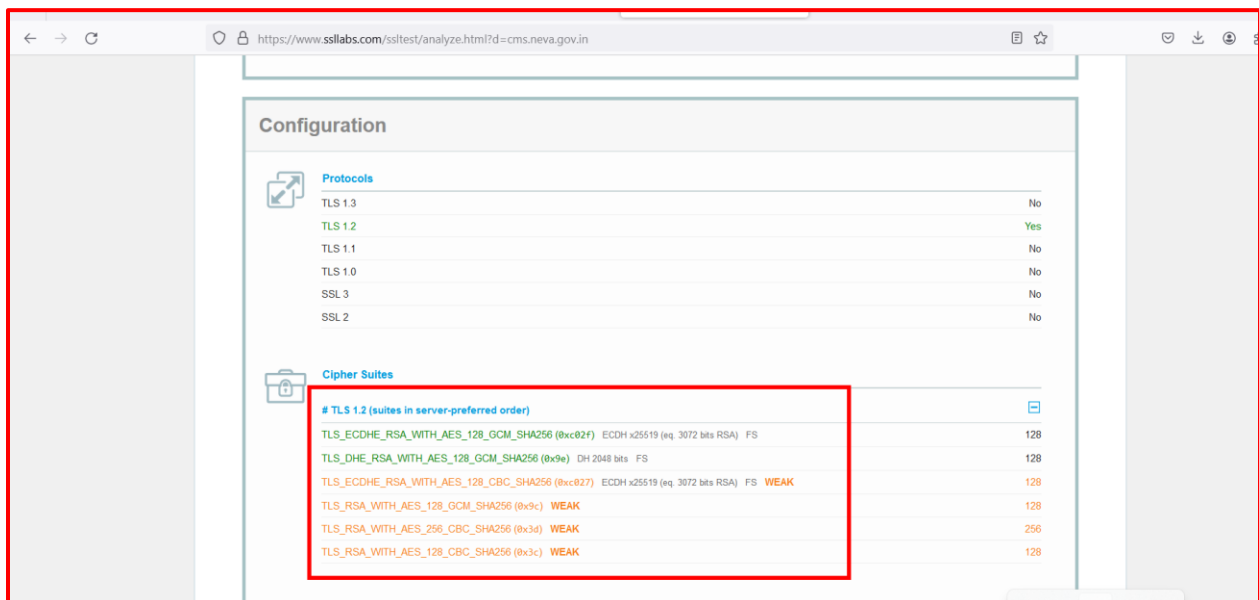 https://www.ssllabs.com/ssltest/analyze.html?d=cms.neva.gov.in
Configuration
Protocols
TLS 1.3 No
TLS 1.2 Yes
TLS 1.1 No
TLS 1.0 No
SSL 3 No
SSL 2 No
Cipher Suites
# TLS 1.2 (suites in server-preferred order)
TLS_ECDHE_RSA_WITH_AES_128_GCM_SHA256 (0xc02f) ECDH x25519 (eq. 3072 bits RSA) FS 128
TLS_DHE_RSA_WITH_AES_128_GCM_SHA256 (0x9e) DH 2048 bits FS 128
TLS_ECDHE_RSA_WITH_AES_128_CBC_SHA256 (0xc027) ECDH x25519 (eq. 3072 bits RSA) FS WEAK 128
TLS_RSA_WITH_AES_128_GCM_SHA256 (0x9c) WEAK 128
TLS_RSA_WITH_AES_256_CBC_SHA256 (0x3d) WEAK 256
TLS_RSA_WITH_AES_128_CBC_SHA256 (0x3c) WEAK 128